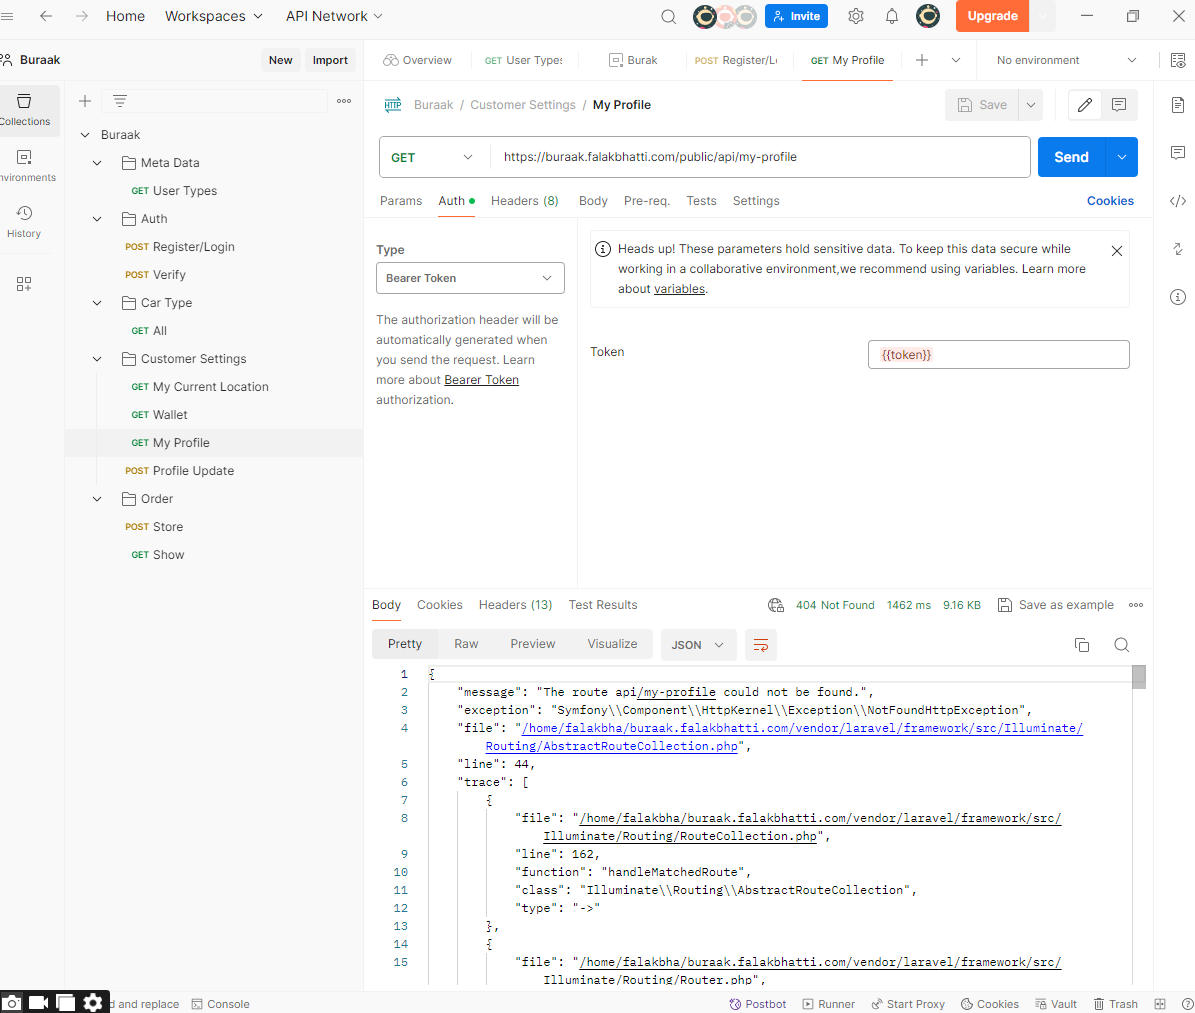 Home
Workspaces
API Network
Invite
Upgrade
Buraak
New
Import
Overview
GET User Types
Burak
POST Register/L
GET My Profile
No environment
Collections
Environments
History
Buraak
Meta Data
GET User Types
Auth
POST Register/Login
POST Verify
Car Type
GET All
Customer Settings
GET My Current Location
GET Wallet
GET My Profile
POST Profile Update
Order
POST Store
GET Show
HTTP
Buraak / Customer Settings / My Profile
Save
GET
https://buraak.falakbhatti.com/public/api/my-profile
Send
Params
Auth
Headers (8)
Body
Pre-req.
Tests
Settings
Cookies
Type
Bearer Token
The authorization header will be
automatically generated when
you send the request. Learn
more about Bearer Token
authorization.
Heads up! These parameters hold sensitive data. To keep this data secure while
working in a collaborative environment,we recommend using variables. Learn more
about variables.
Token
{{token}}
Body
Cookies
Headers (13)
Test Results
404 Not Found
1462 ms
9.16 KB
Save as example
Pretty
Raw
Preview
Visualize
JSON
1 {
2 "message": "The route api/my-profile could not be found.",
3 "exception": "Symfony\\Component\\HttpKernel\\Exception\\NotFoundHttpException",
4 "file": "/home/falakbha/buraak.falakbhatti.com/vendor/laravel/framework/src/Illuminate/
Routing/AbstractRouteCollection.php",
5 "line": 44,
6 "trace": [
7 {
8 "file": "/home/falakbha/buraak.falakbhatti.com/vendor/laravel/framework/src/
Illuminate/Routing/RouteCollection.php",
9 "line": 162,
10 "function": "handleMatchedRoute",
11 "class": "Illuminate\\Routing\\AbstractRouteCollection",
12 "type": "->"
13 },
14 {
15 "file": "/home/falakbha/buraak.falakbhatti.com/vendor/laravel/framework/src/
Illuminate/Routing/Router.php",
d and replace
Console
Postbot
Runner
Start Proxy
Cookies
Vault
Trash